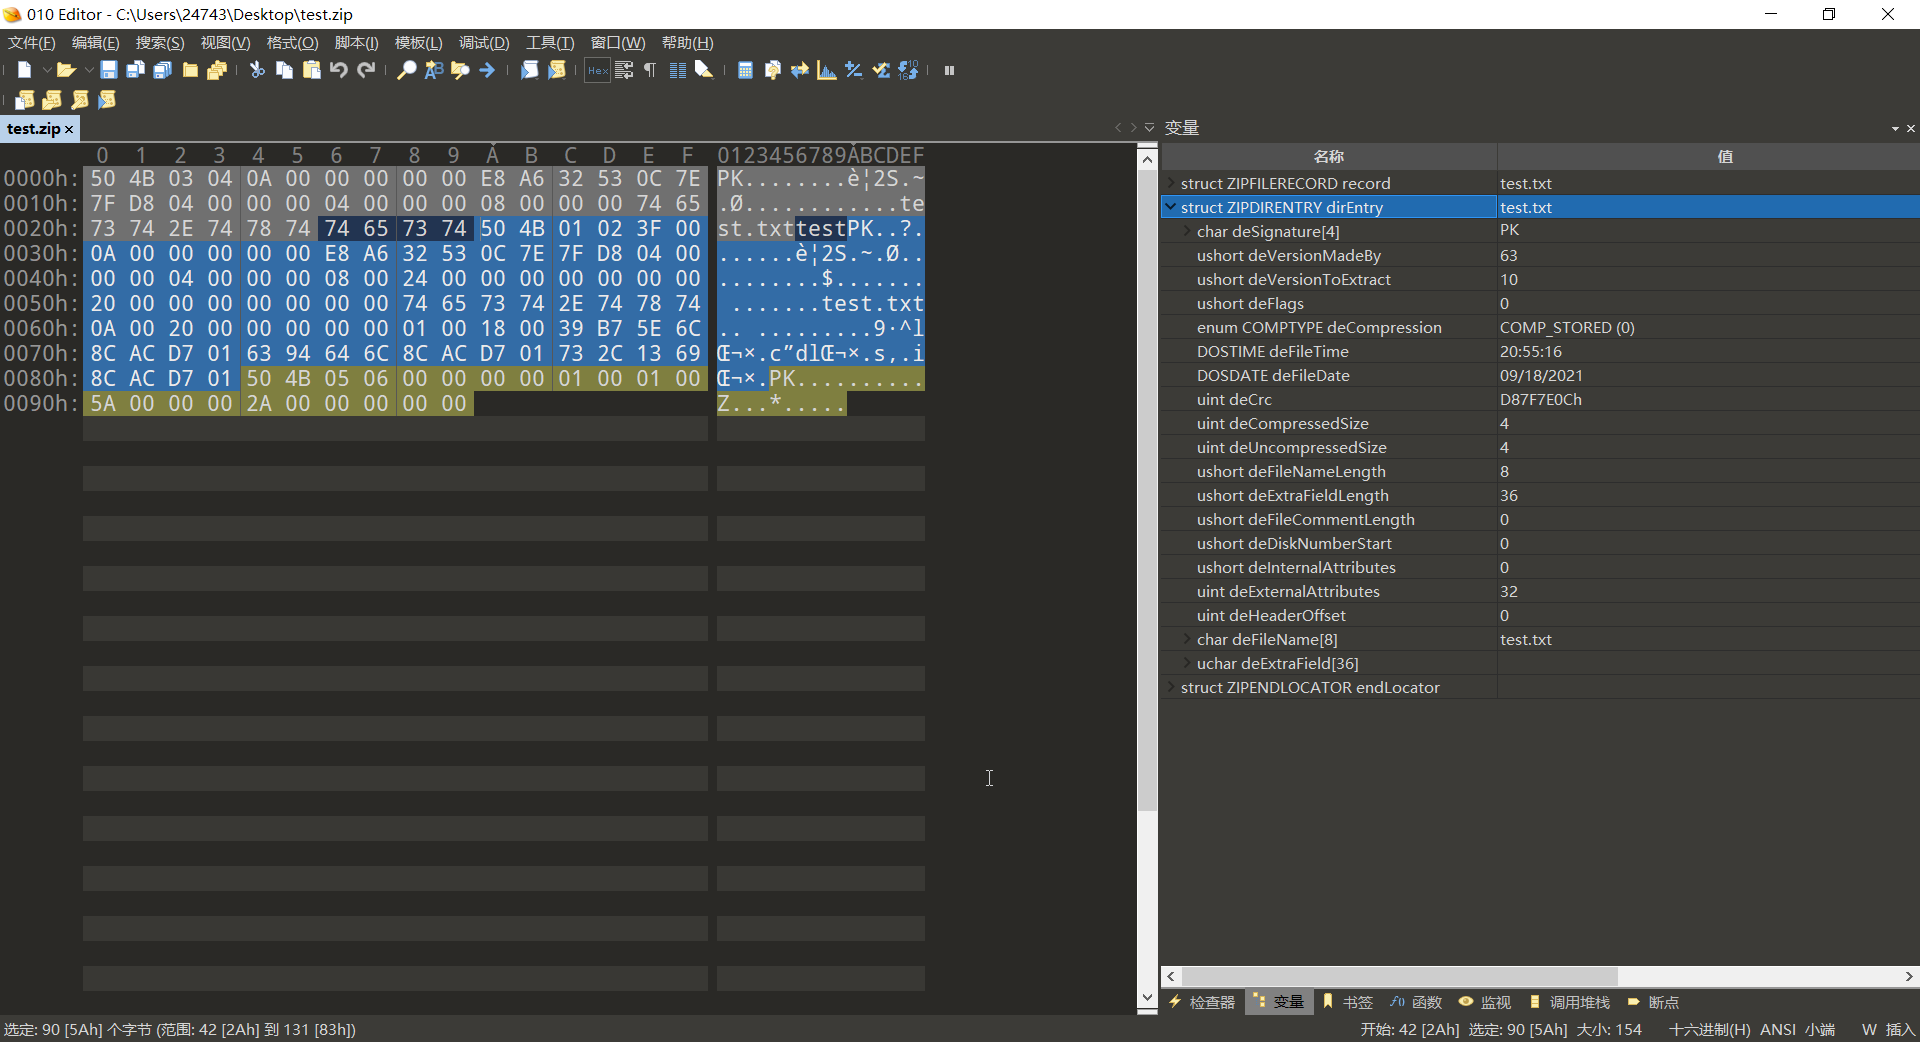 010 Editor - C:\Users\24743\Desktop\test.zip
文件(F) 编辑(E) 搜索(S) 视图(V) 格式(O) 脚本(I) 模板(L) 调试(D) 工具(T) 窗口(W) 帮助(H)
Hex
test.zip ×
变量
0 1 2 3 4 5 6 7 8 9 A B C D E F 0123456789ABCDEF
名称 值
0000h: 50 4B 03 04 0A 00 00 00 00 00 E8 A6 32 53 0C 7E PK........è¦2S.~
0010h: 7F D8 04 00 00 00 04 00 00 00 08 00 00 00 74 65 .Ø............te
0020h: 73 74 2E 74 78 74 74 65 73 74 50 4B 01 02 3F 00 st.txttestPK..?.
0030h: 0A 00 00 00 00 00 E8 A6 32 53 0C 7E 7F D8 04 00 ......è¦2S.~.Ø..
0040h: 00 00 04 00 00 00 08 00 24 00 00 00 00 00 00 00 ........$.......
0050h: 20 00 00 00 00 00 00 00 74 65 73 74 2E 74 78 74  .......test.txt
0060h: 0A 00 20 00 00 00 00 00 01 00 18 00 39 B7 5E 6C .. .........9·^l
0070h: 8C AC D7 01 63 94 64 6C 8C AC D7 01 73 2C 13 69 Œ¬×.c”dlŒ¬×.s,.i
0080h: 8C AC D7 01 50 4B 05 06 00 00 00 00 01 00 01 00 Œ¬×.PK..........
0090h: 5A 00 00 00 2A 00 00 00 00 00 Z...*.....
struct ZIPFILERECORD record test.txt
struct ZIPDIRENTRY dirEntry test.txt
char deSignature[4] PK
ushort deVersionMadeBy 63
ushort deVersionToExtract 10
ushort deFlags 0
enum COMPTYPE deCompression COMP_STORED (0)
DOSTIME deFileTime 20:55:16
DOSDATE deFileDate 09/18/2021
uint deCrc D87F7E0Ch
uint deCompressedSize 4
uint deUncompressedSize 4
ushort deFileNameLength 8
ushort deExtraFieldLength 36
ushort deFileCommentLength 0
ushort deDiskNumberStart 0
ushort deInternalAttributes 0
uint deExternalAttributes 32
uint deHeaderOffset 0
char deFileName[8] test.txt
uchar deExtraField[36]
struct ZIPENDLOCATOR endLocator
检查器 变量 书签 函数 监视 调用堆栈 断点
选定: 90 [5Ah] 个字节 (范围: 42 [2Ah] 到 131 [83h]) 开始: 42 [2Ah] 选定: 90 [5Ah] 大小: 154 十六进制(H) ANSI 小端 W 插入